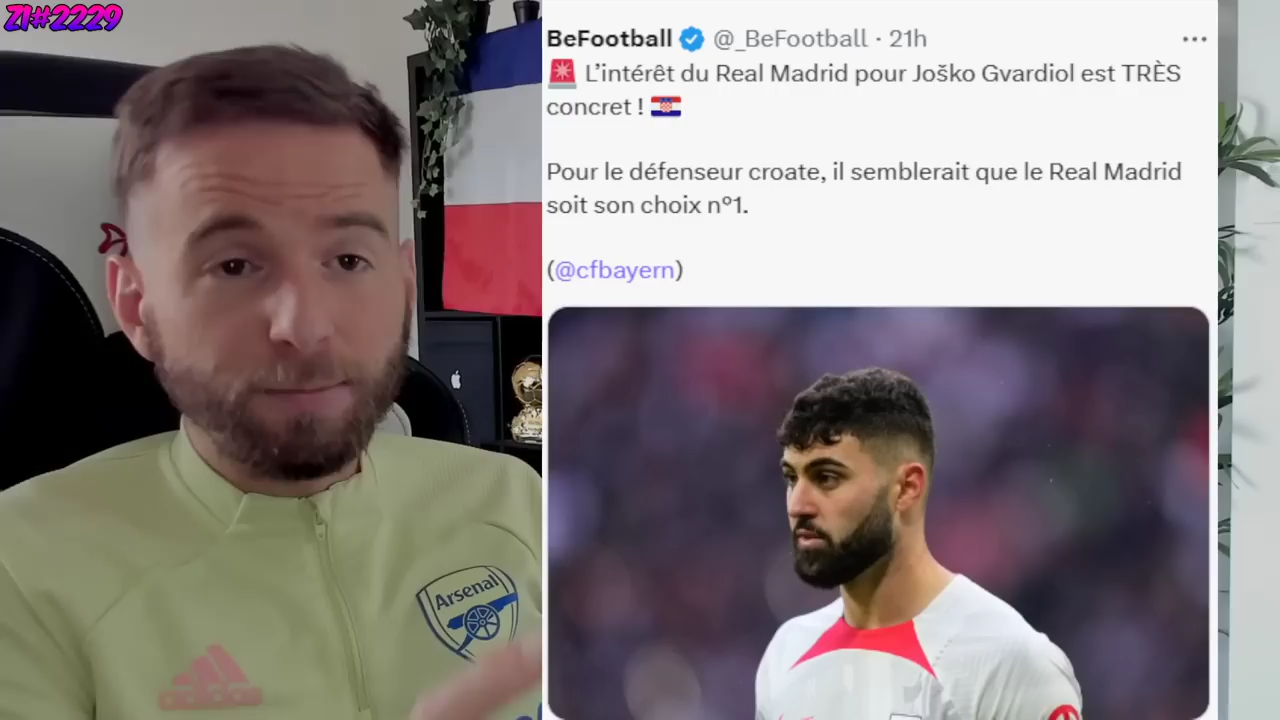 ZI#2229
BeFootball @_BeFootball · 21h
🚨 L'intérêt du Real Madrid pour Joško Gvardiol est TRÈS
concret ! 🇭🇷
Pour le défenseur croate, il semblerait que le Real Madrid
soit son choix n°1.
(@cfbayern)
Arsenal
adidas